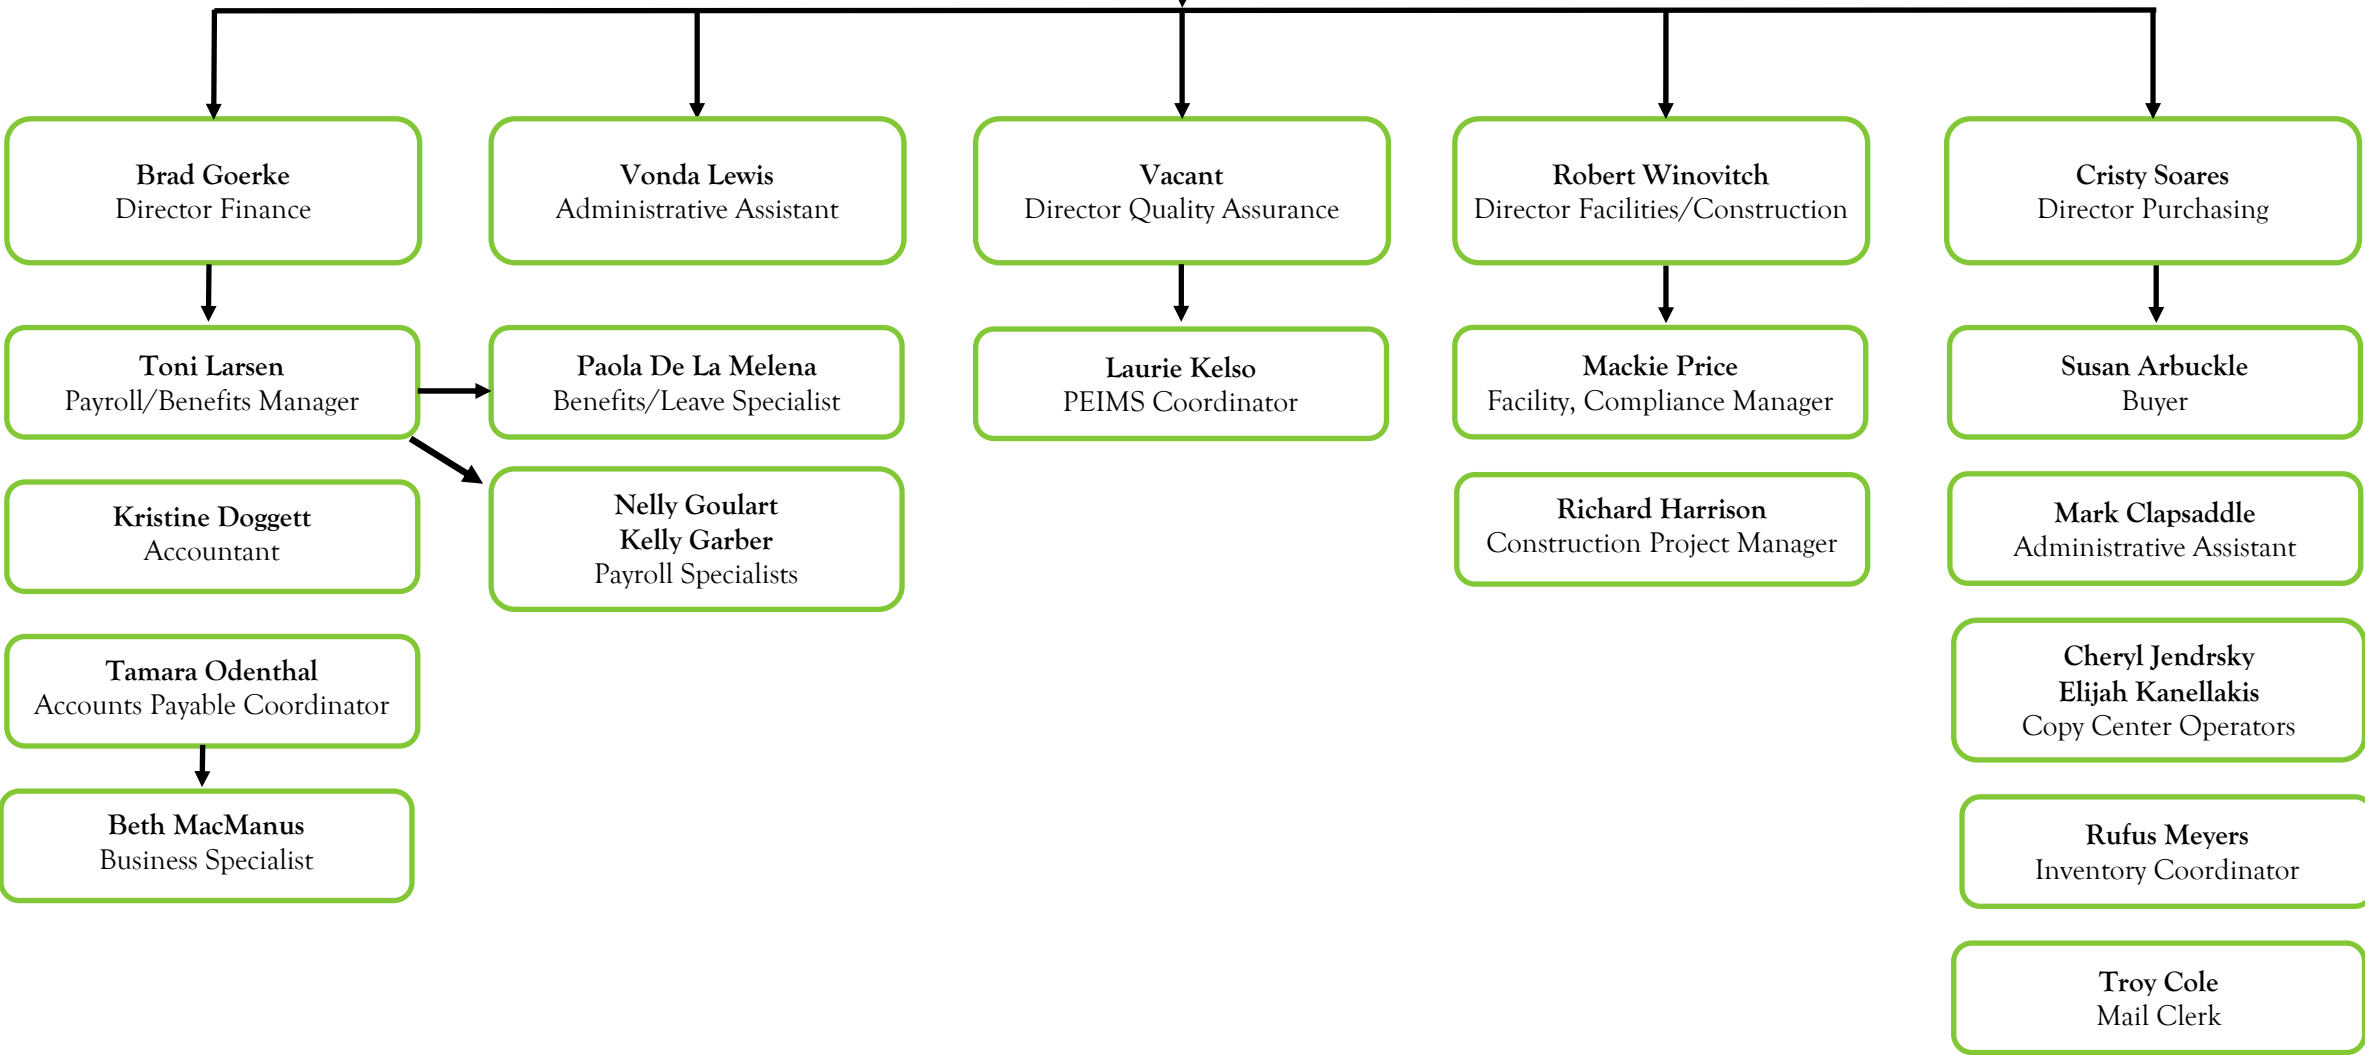 Brad Goerke
Director Finance
Vonda Lewis
Administrative Assistant
Vacant
Director Quality Assurance
Robert Winovitch
Director Facilities/Construction
Cristy Soares
Director Purchasing
Toni Larsen
Payroll/Benefits Manager
Paola De La Melena
Benefits/Leave Specialist
Laurie Kelso
PEIMS Coordinator
Mackie Price
Facility, Compliance Manager
Susan Arbuckle
Buyer
Kristine Doggett
Accountant
Nelly Goulart
Kelly Garber
Payroll Specialists
Richard Harrison
Construction Project Manager
Mark Clapsaddle
Administrative Assistant
Tamara Odenthal
Accounts Payable Coordinator
Cheryl Jendrsky
Elijah Kanellakis
Copy Center Operators
Beth MacManus
Business Specialist
Rufus Meyers
Inventory Coordinator
Troy Cole
Mail Clerk